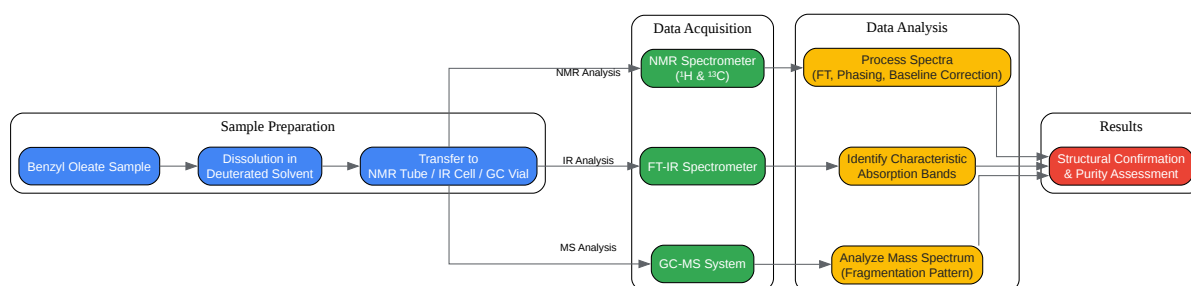 Sample Preparation
Benzyl Oleate Sample
Dissolution in
Deuterated Solvent
Transfer to
NMR Tube / IR Cell / GC Vial
NMR Analysis
IR Analysis
MS Analysis
Data Acquisition
NMR Spectrometer
(¹H & ¹³C)
FT-IR Spectrometer
GC-MS System
Data Analysis
Process Spectra
(FT, Phasing, Baseline Correction)
Identify Characteristic
Absorption Bands
Analyze Mass Spectrum
(Fragmentation Pattern)
Results
Structural Confirmation
& Purity Assessment